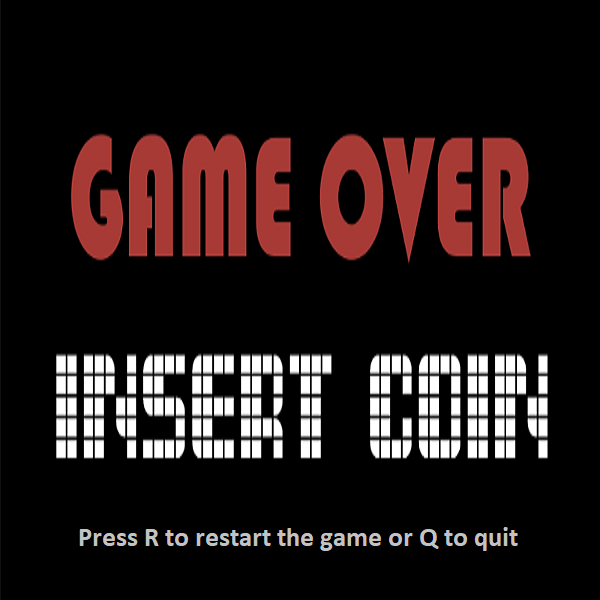 GAME OVER
INSERT COIN
Press R to restart the game or Q to quit